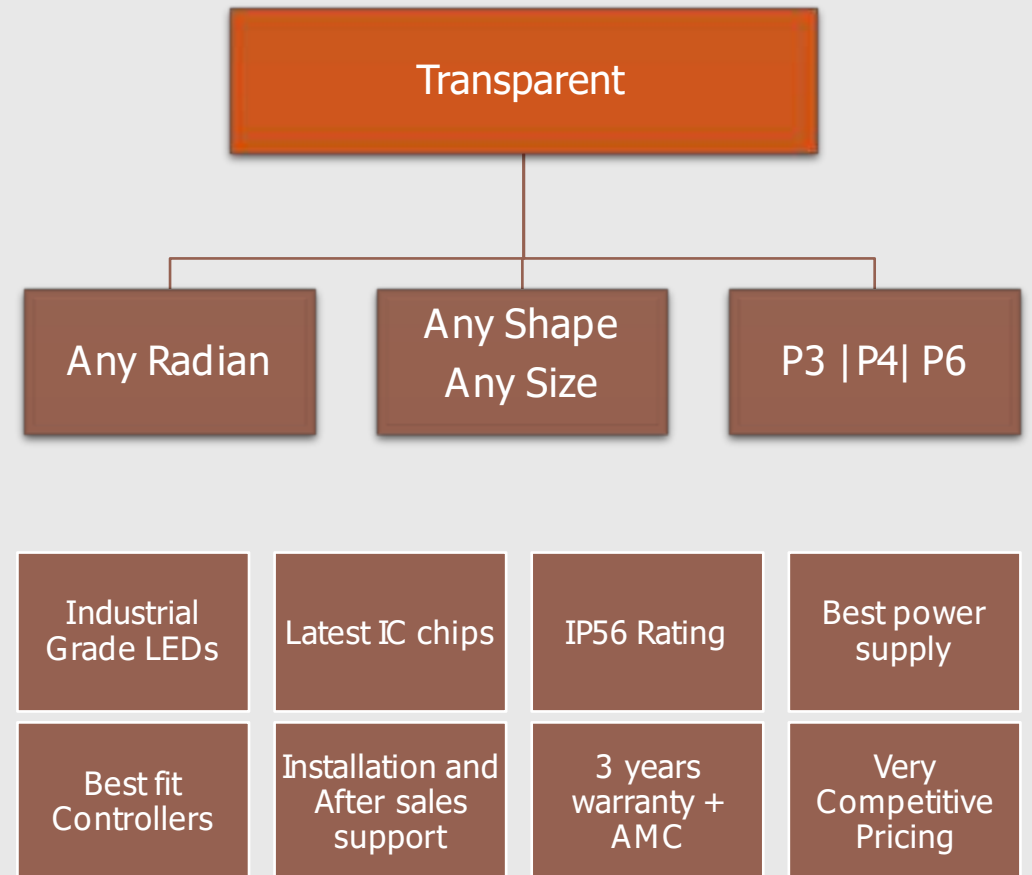 Transparent
Any Radian
Any Shape
Any Size
P3 |P4| P6
Industrial
Grade LEDs
Latest IC chips
IP56 Rating
Best power
supply
Best fit
Controllers
Installation and
After sales
support
3 years
warranty +
AMC
Very
Competitive
Pricing